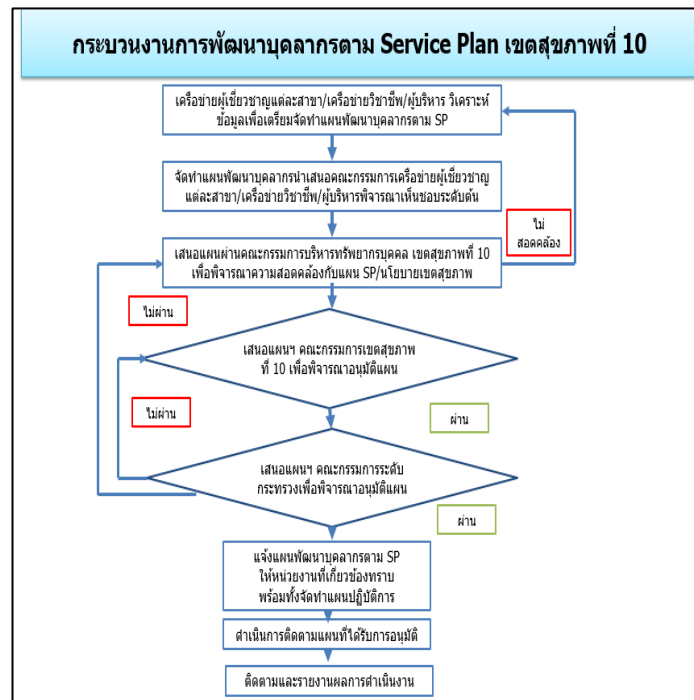 กระบวนงานการพัฒนาบุคลากรตาม Service Plan เขตสุขภาพที่ 10
เครือข่ายผู้เชี่ยวชาญแต่ละสาขา/เครือข่ายวิชาชีพ/ผู้บริหาร วิเคราะห์
ข้อมูลเพื่อเตรียมจัดทำแผนพัฒนาบุคลากรตาม SP
จัดทำแผนพัฒนาบุคลากรนำเสนอคณะกรรมการเครือข่ายผู้เชี่ยวชาญ
แต่ละสาขา/เครือข่ายวิชาชีพ/ผู้บริหารพิจารณาเห็นชอบระดับต้น
ไม่
สอดคล้อง
เสนอแผนผ่านคณะกรรมการบริหารทรัพยากรบุคคล เขตสุขภาพที่ 10
เพื่อพิจารณาความสอดคล้องกับแผน SP/นโยบายเขตสุขภาพ
ไม่ผ่าน
เสนอแผนฯ คณะกรรมการเขตสุขภาพ
ที่ 10 เพื่อพิจารณาอนุมัติแผน
ไม่ผ่าน
ผ่าน
เสนอแผนฯ คณะกรรมการระดับ
กระทรวงเพื่อพิจารณาอนุมัติแผน
ผ่าน
แจ้งแผนพัฒนาบุคลากรตาม SP
ให้หน่วยงานที่เกี่ยวข้องทราบ
พร้อมทั้งจัดทำแผนปฏิบัติการ
ดำเนินการติดตามแผนที่ได้รับการอนุมัติ
ติดตามและรายงานผลการดำเนินงาน